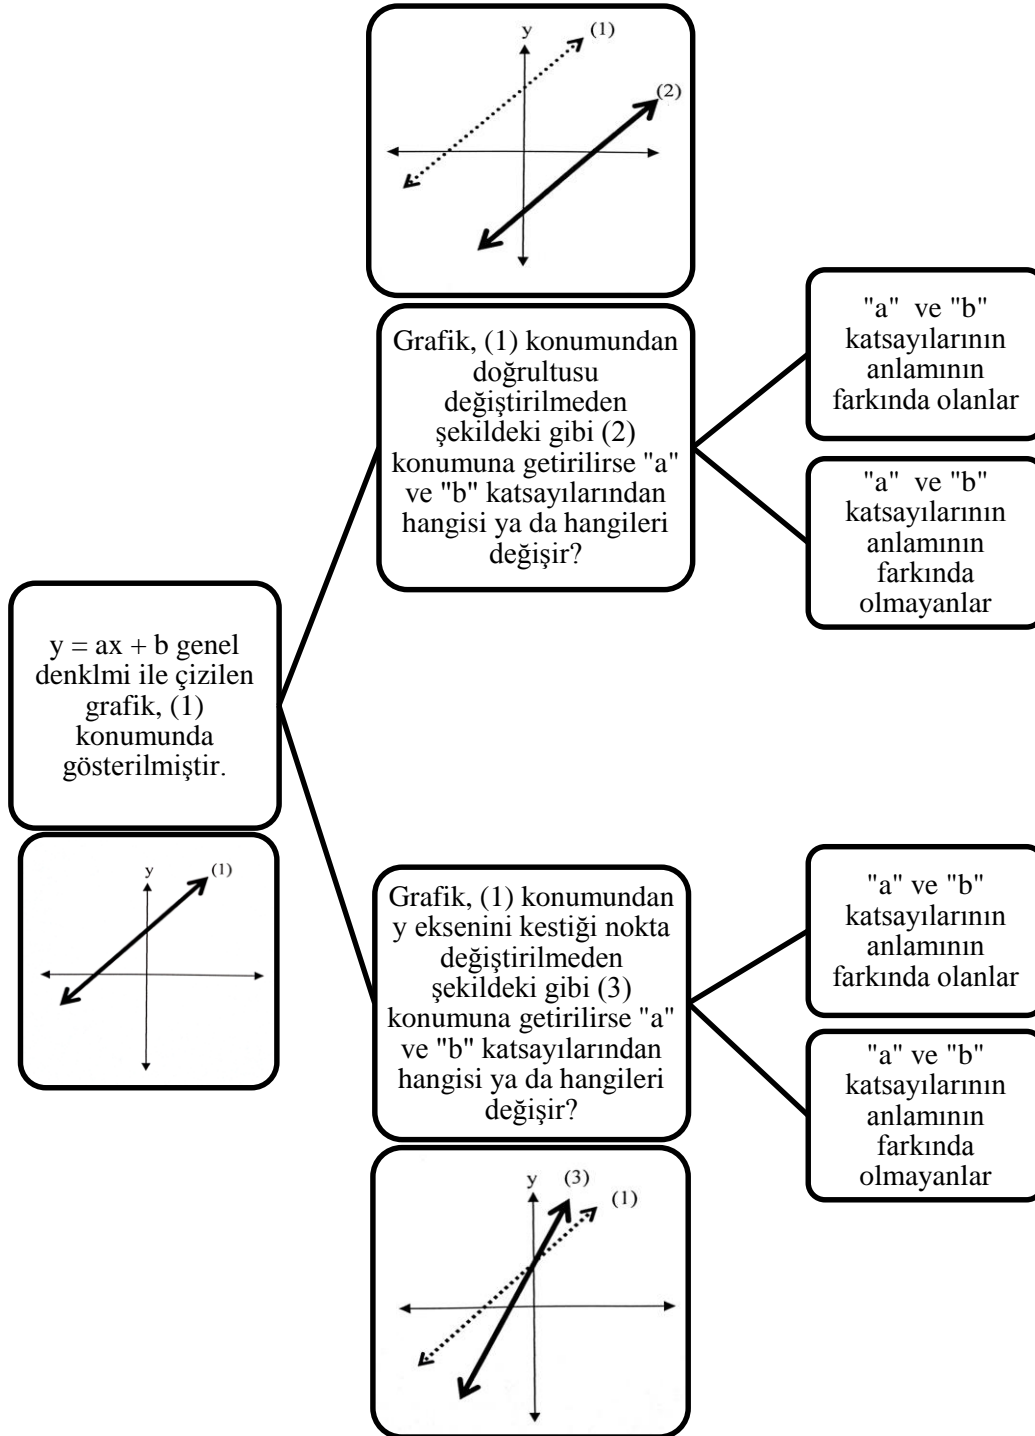 y
(1)
(2)
Grafik, (1) konumundan
doğrultusu
değiştirilmeden
şekildeki gibi (2)
konumuna getirilirse "a"
ve "b" katsayılarından
hangisi ya da hangileri
değişir?
"a" ve "b"
katsayılarının
anlamının
farkında olanlar
"a" ve "b"
katsayılarının
anlamının
farkında
olmayanlar
y = ax + b genel
denklmi ile çizilen
grafik, (1)
konumunda
gösterilmiştir.
y
(1)
Grafik, (1) konumundan
y eksenini kestiği nokta
değiştirilmeden
şekildeki gibi (3)
konumuna getirilirse "a"
ve "b" katsayılarından
hangisi ya da hangileri
değişir?
"a" ve "b"
katsayılarının
anlamının
farkında olanlar
"a" ve "b"
katsayılarının
anlamının
farkında
olmayanlar
y
(3)
(1)